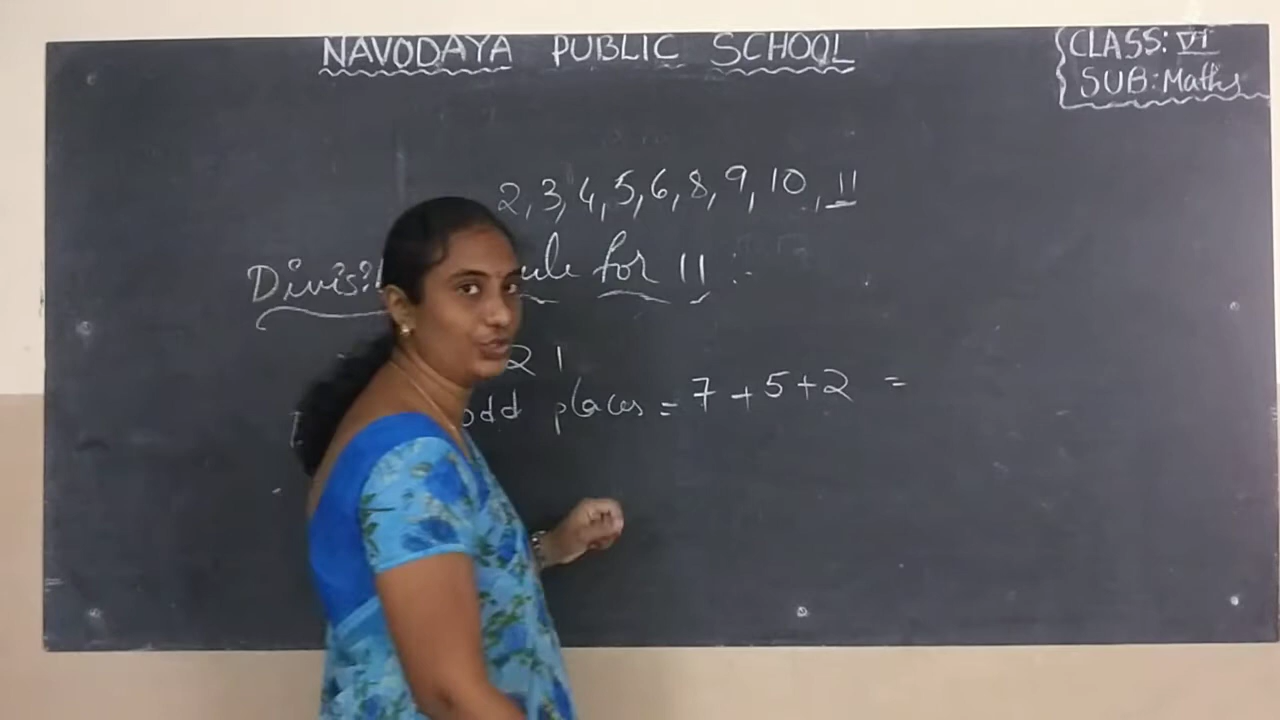 NAVODAYA PUBLIC SCHOOL
CLASS: VI
SUB: Maths
2, 3, 4, 5, 6, 8, 9, 10, 11
for 11 :-
2 1
odd places = 7 + 5 + 2 =